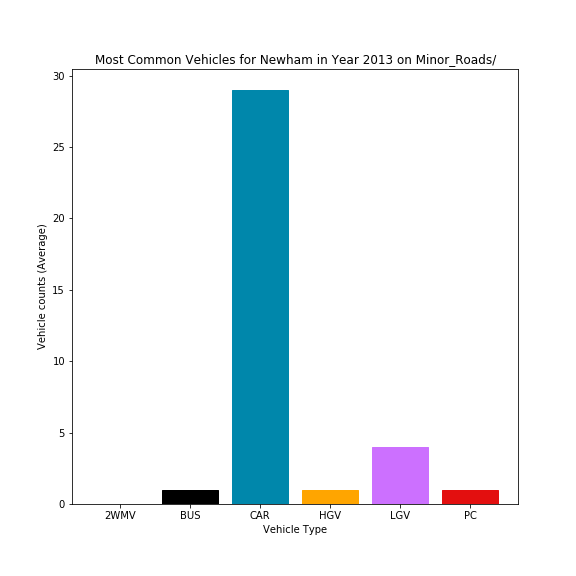 Most Common Vehicles for Newham in Year 2013 on Minor_Roads/
30
25
20
15
10
5
0
Vehicle counts (Average)
2WMV BUS CAR HGV LGV PC
Vehicle Type